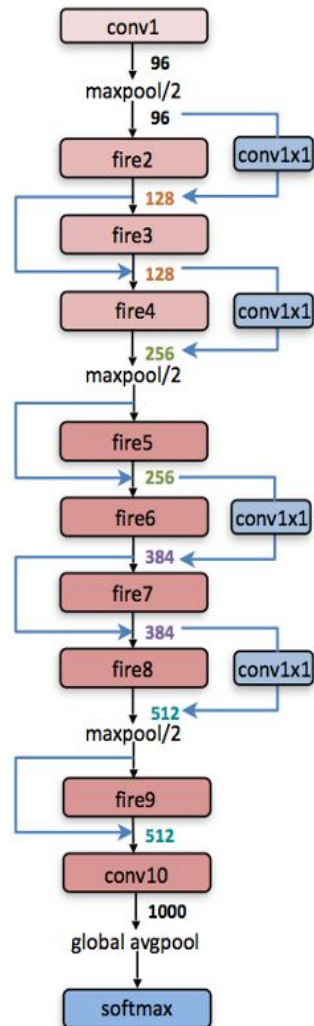 conv1
96
maxpool/2
96
fire2
conv1x1
128
fire3
128
fire4
conv1x1
256
maxpool/2
fire5
256
fire6
conv1x1
384
fire7
384
fire8
conv1x1
512
maxpool/2
fire9
512
conv10
1000
global avgpool
softmax